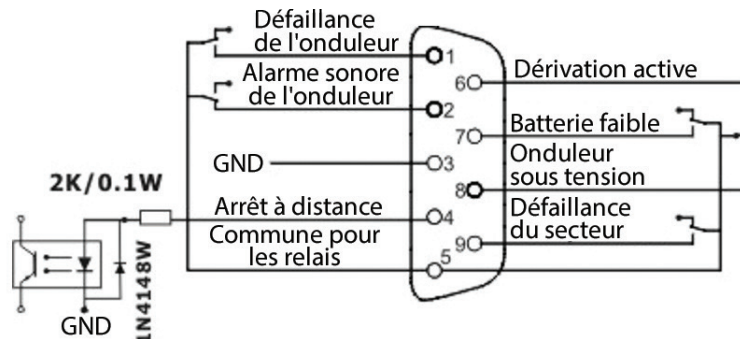 Défaillance
de l'onduleur
1
Alarme sonore
de l'onduleur
2
GND
3
2K/0.1W
Arrêt à distance
4
Commune pour
les relais
5
1N4148W
GND
6
Dérivation active
7
Batterie faible
8
Onduleur
sous tension
9
Défaillance
du secteur